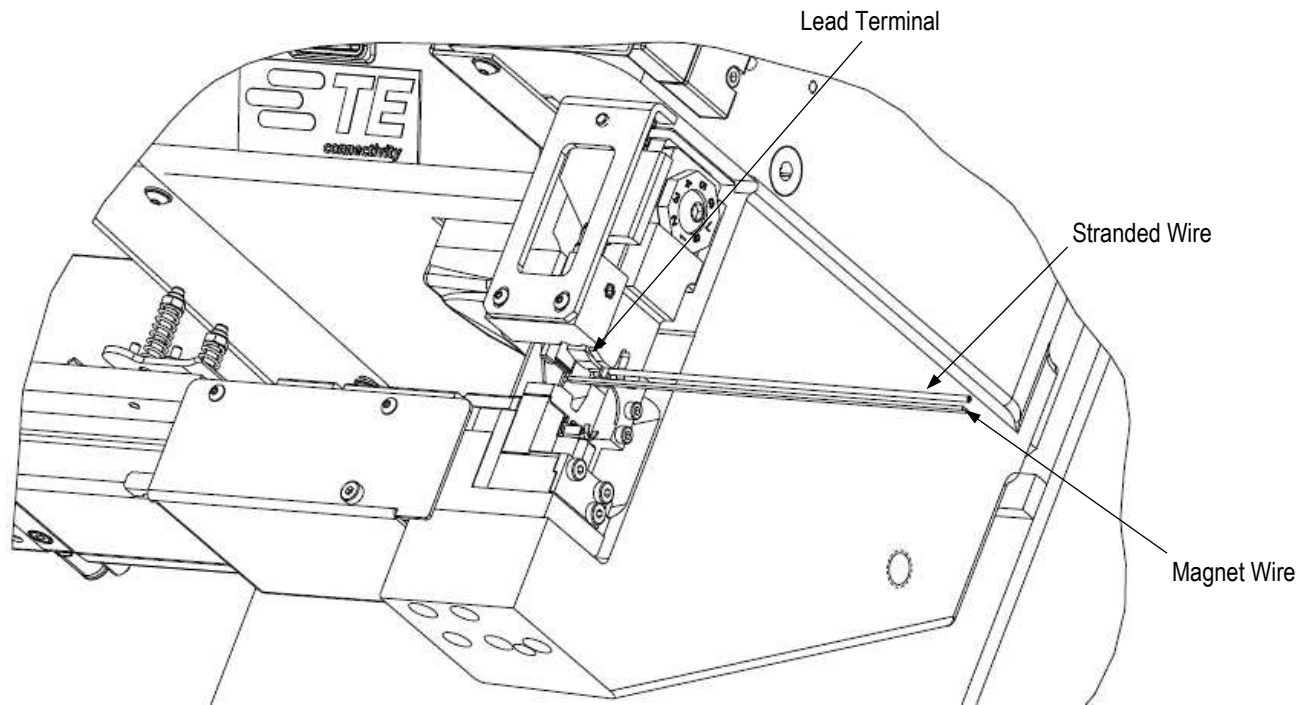 Lead Terminal
TE
connectivity
Stranded Wire
Magnet Wire